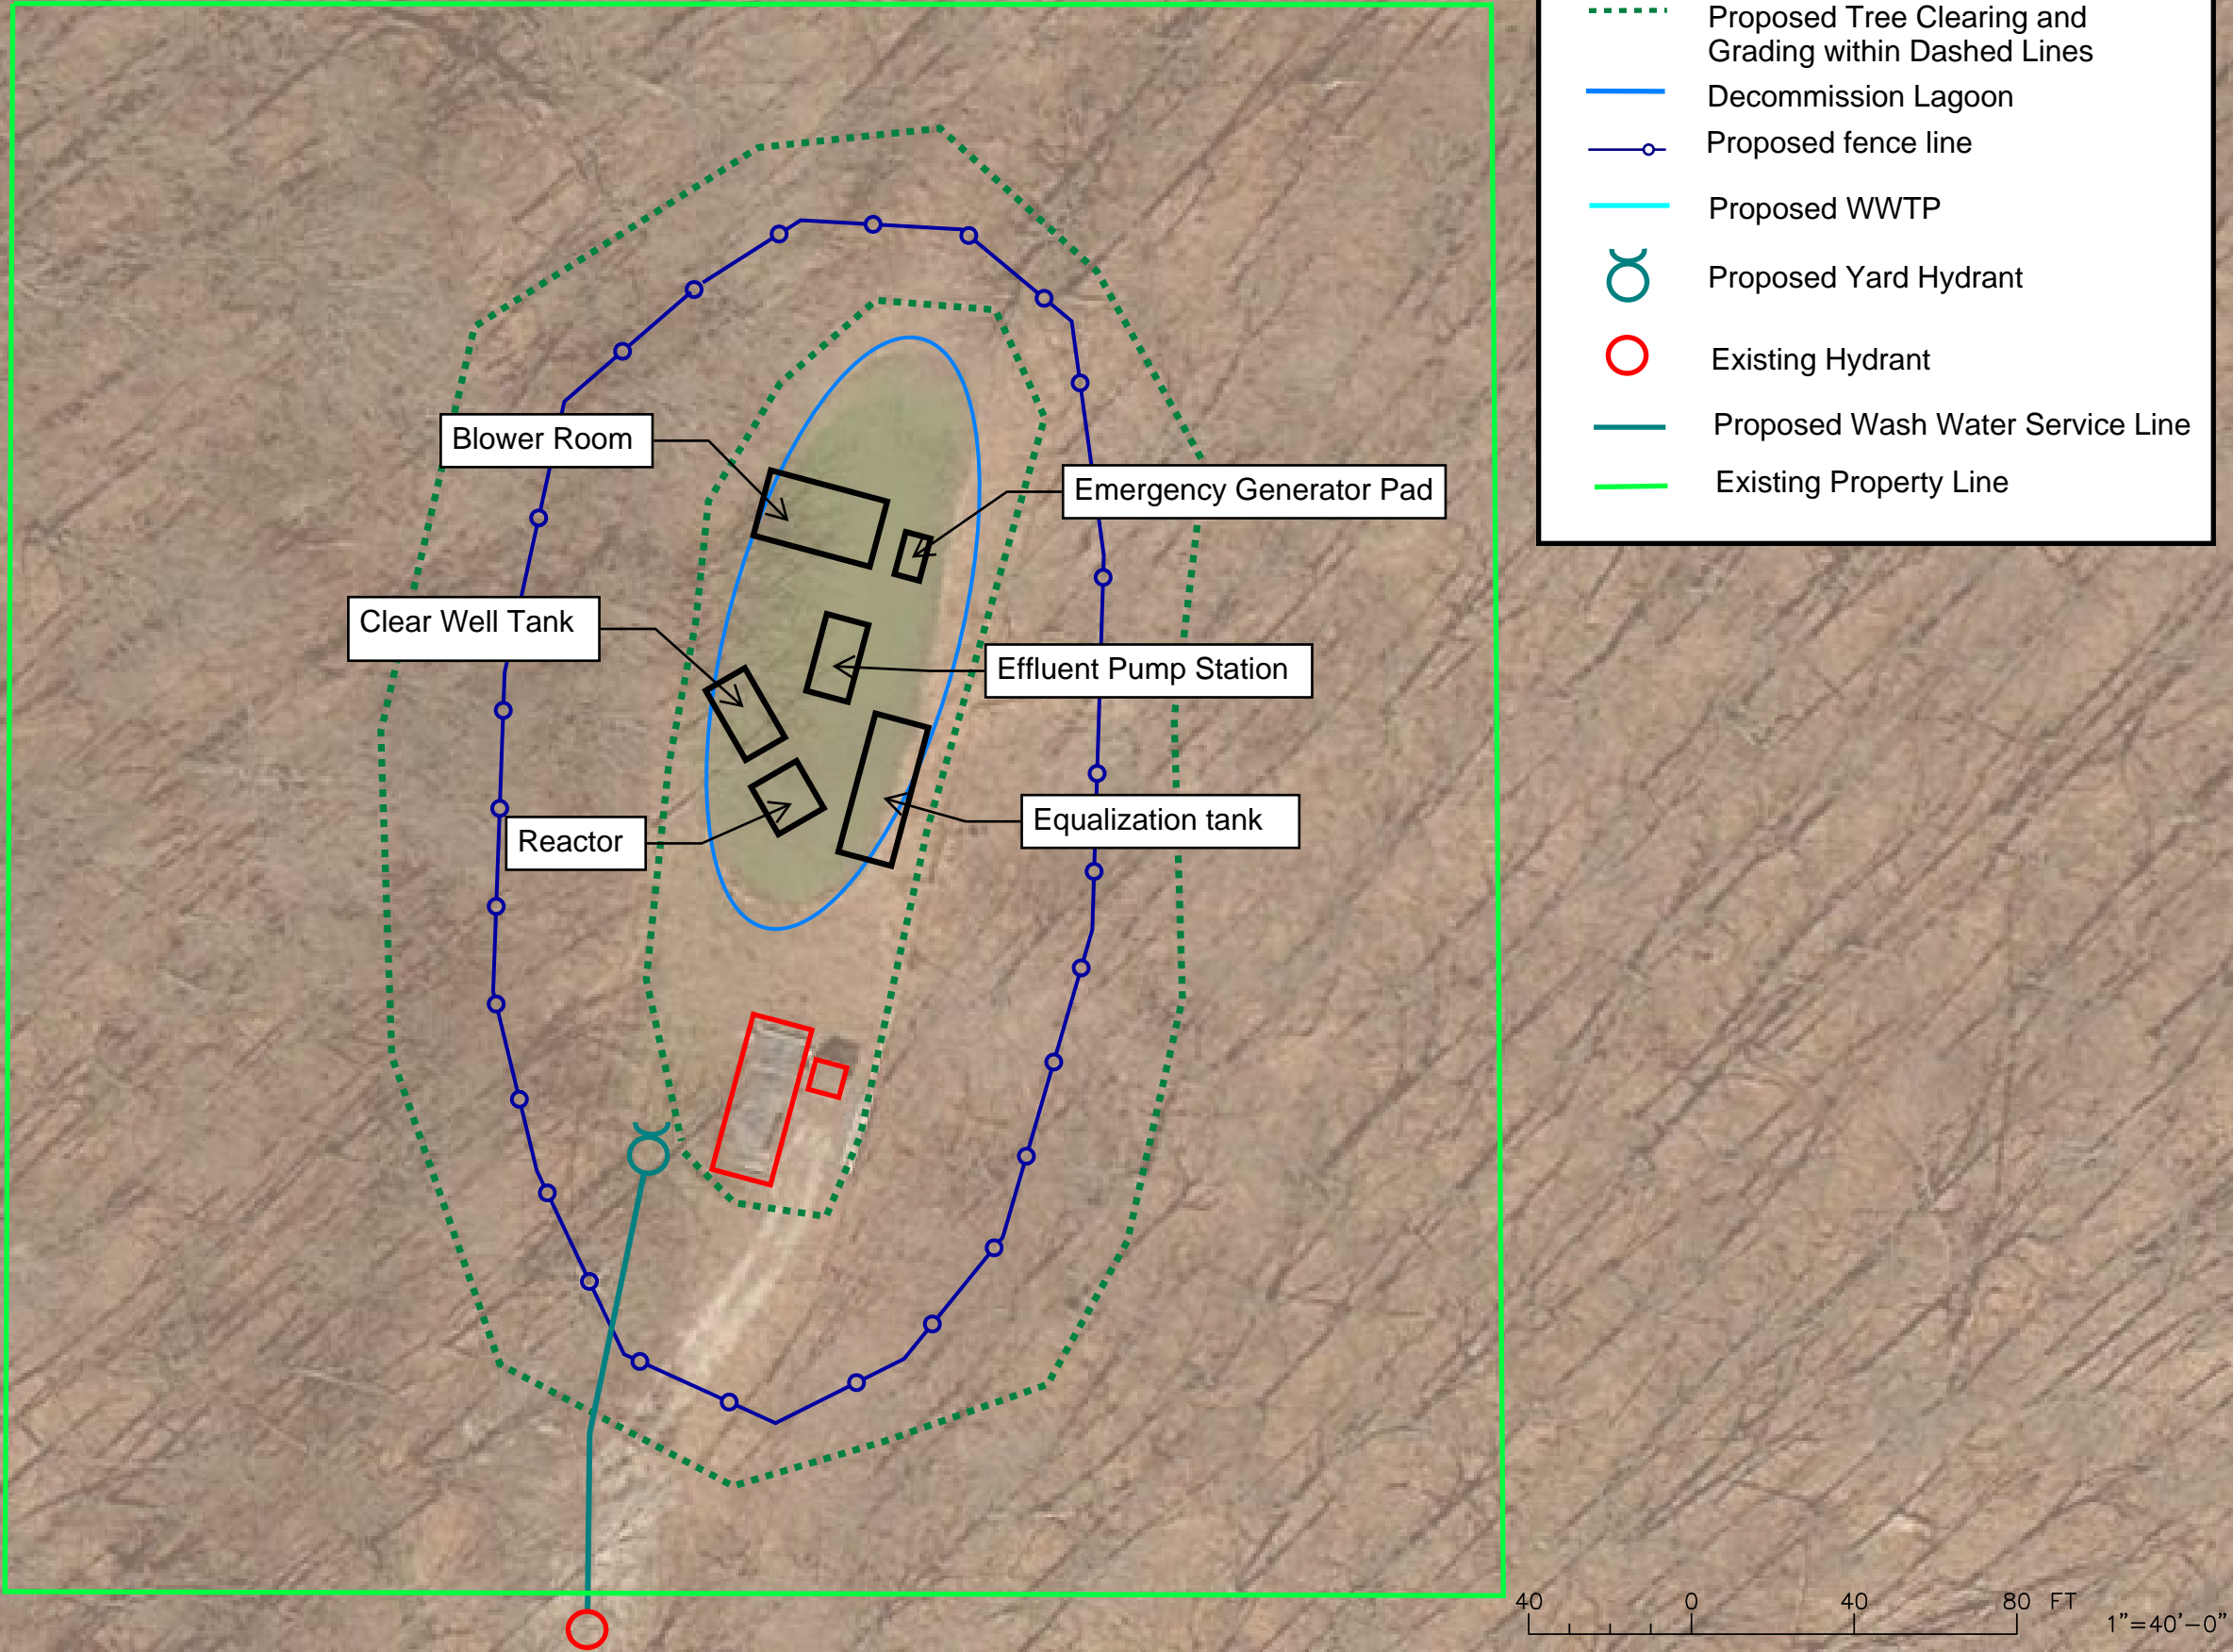 Proposed Tree Clearing and
Grading within Dashed Lines
Decommission Lagoon
Proposed fence line
Proposed WWTP
Proposed Yard Hydrant
Existing Hydrant
Proposed Wash Water Service Line
Existing Property Line
Blower Room
Emergency Generator Pad
Clear Well Tank
Effluent Pump Station
Equalization tank
Reactor
40 0 40 80 FT
1"=40'-0"